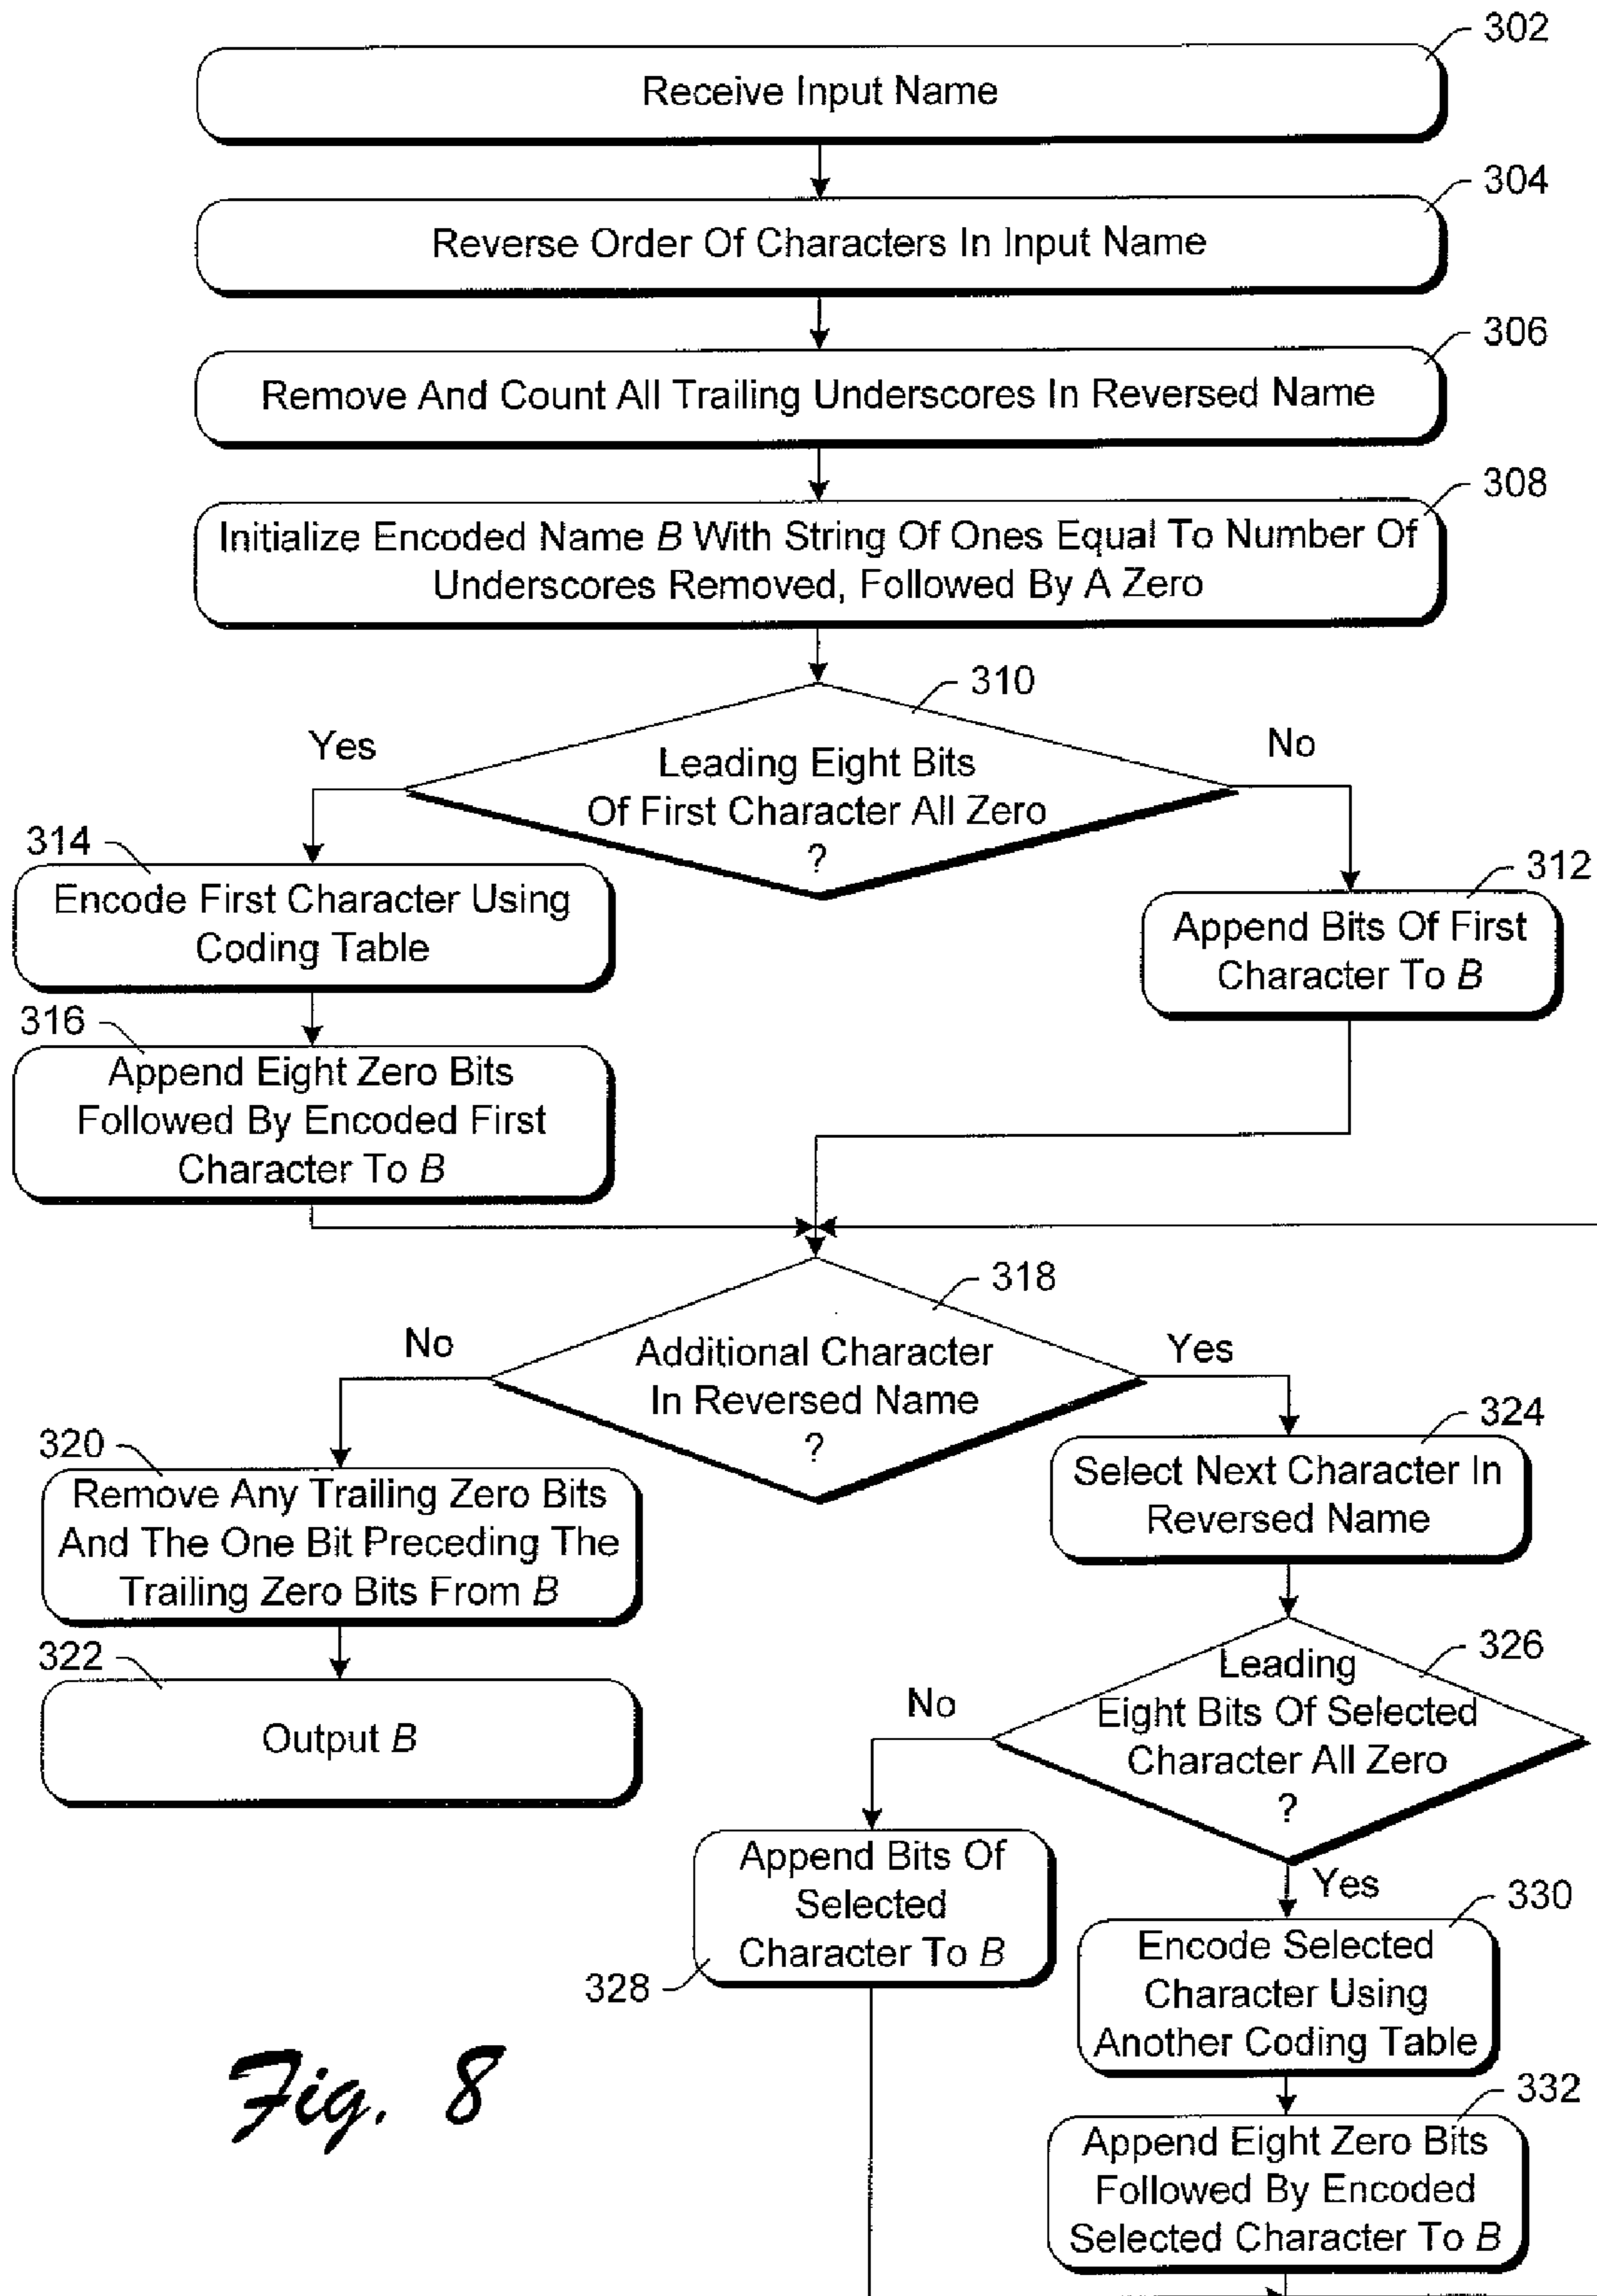 302
Receive Input Name
304
Reverse Order Of Characters In Input Name
306
Remove And Count All Trailing Underscores In Reversed Name
308
Initialize Encoded Name B With String Of Ones Equal To Number Of
Underscores Removed, Followed By A Zero
310
Yes
No
Leading Eight Bits
Of First Character All Zero
?
314
Encode First Character Using
Coding Table
312
Append Bits Of First
Character To B
316
Append Eight Zero Bits
Followed By Encoded First
Character To B
318
No
Yes
Additional Character
In Reversed Name
?
320
Remove Any Trailing Zero Bits
And The One Bit Preceding The
Trailing Zero Bits From B
324
Select Next Character In
Reversed Name
322
Output B
326
No
Leading
Eight Bits Of Selected
Character All Zero
?
Yes
Append Bits Of
Selected
Character To B
328
330
Encode Selected
Character Using
Another Coding Table
332
Append Eight Zero Bits
Followed By Encoded
Selected Character To B
Fig. 8